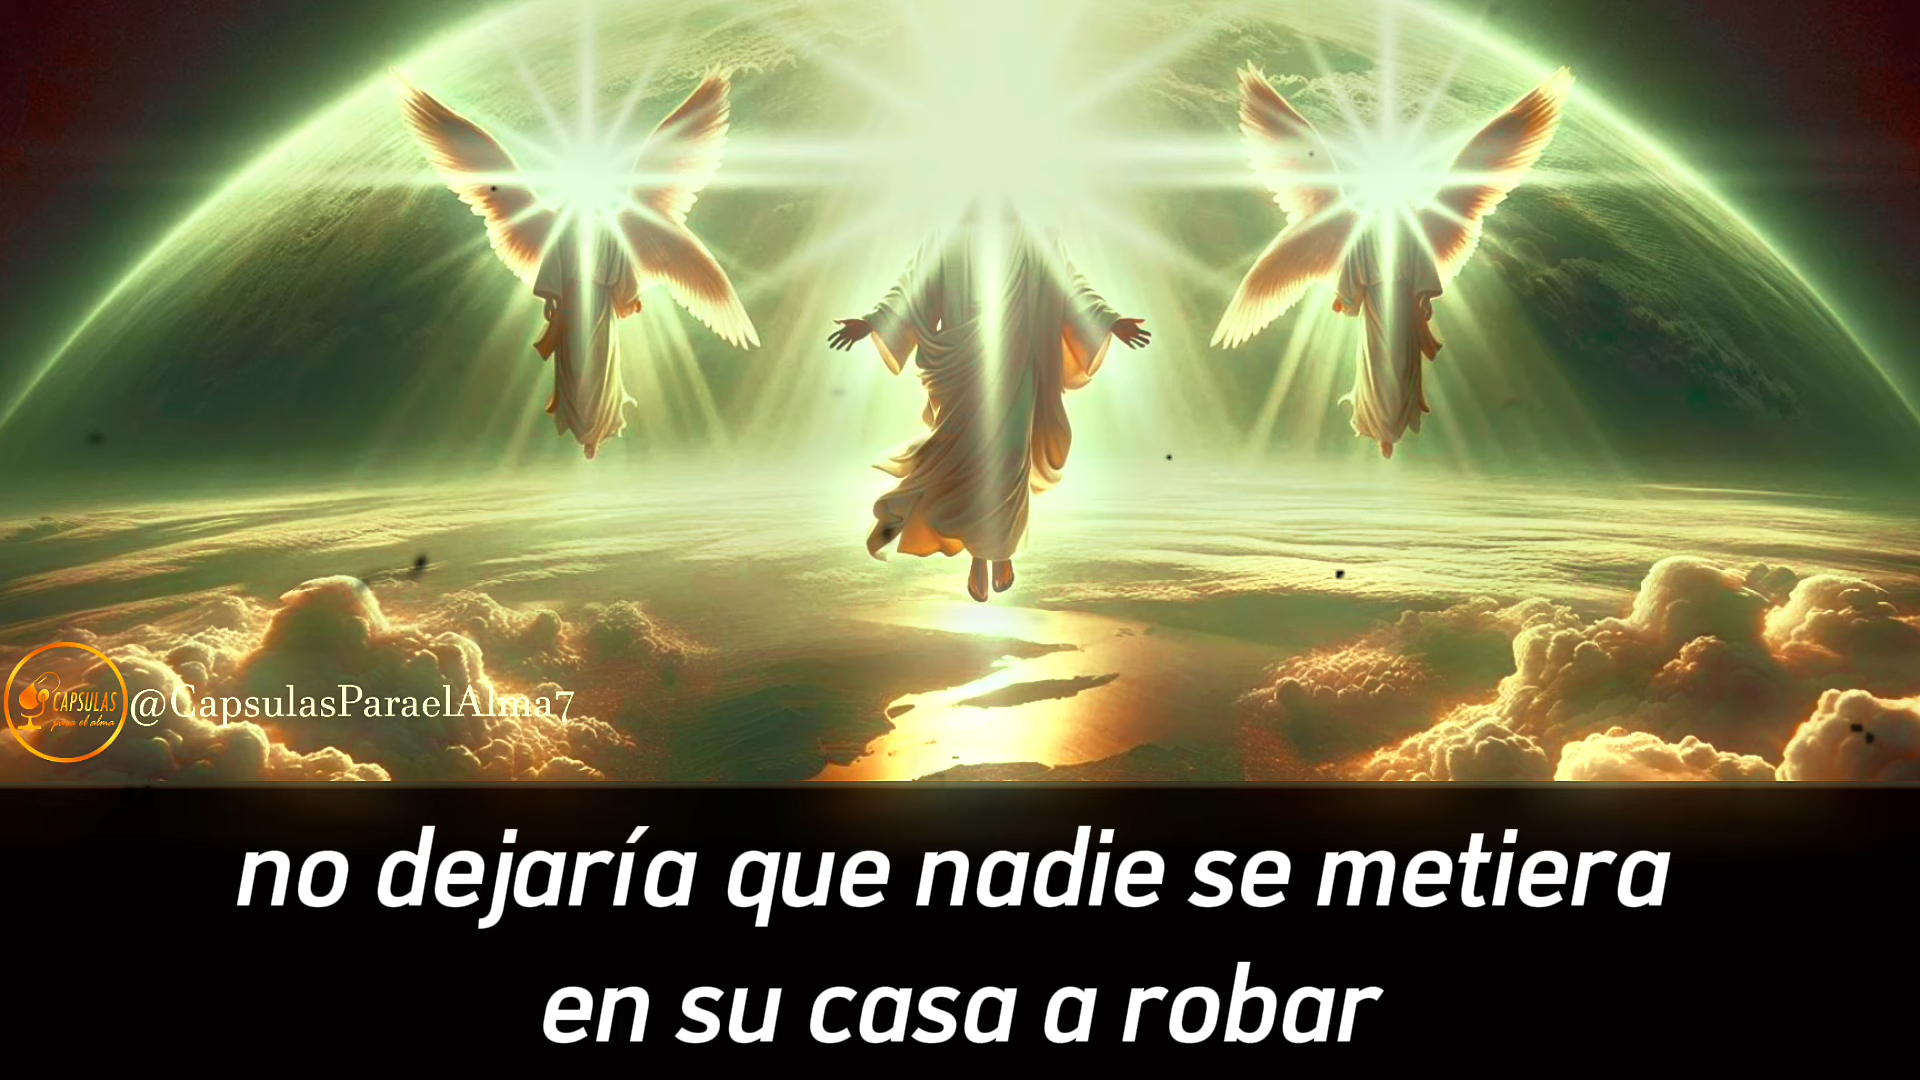 CAPSULAS
para el alma
@CapsulasParaelAlma7
no dejaría que nadie se metiera
en su casa a robar